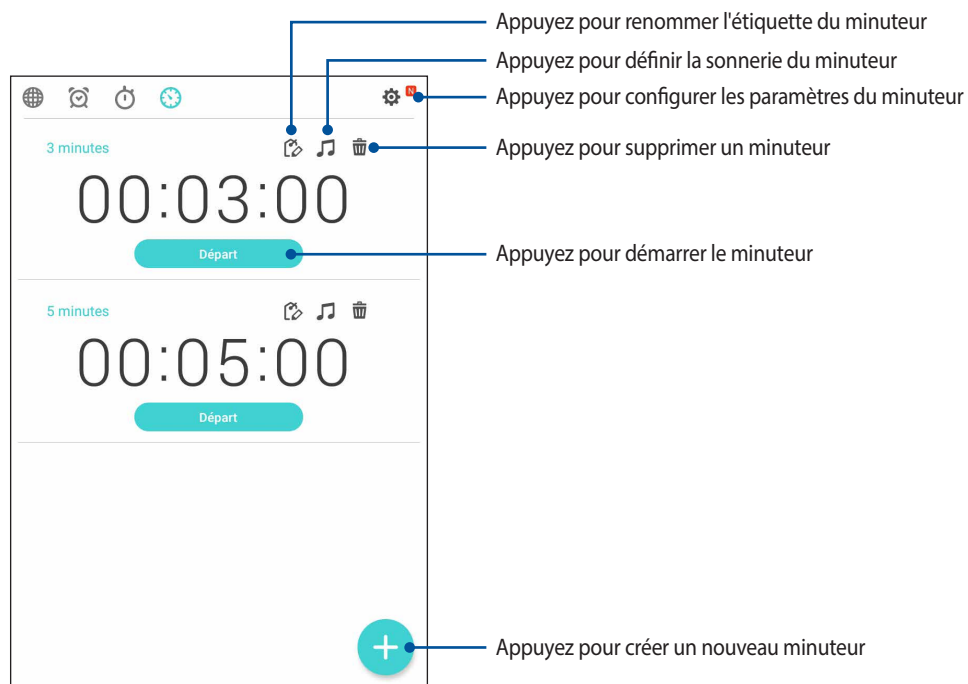 Appuyez pour renommer l'étiquette du minuteur
Appuyez pour définir la sonnerie du minuteur
N
Appuyez pour configurer les paramètres du minuteur
3 minutes
Appuyez pour supprimer un minuteur
00:03:00
Départ
Appuyez pour démarrer le minuteur
5 minutes
00:05:00
Départ
Appuyez pour créer un nouveau minuteur